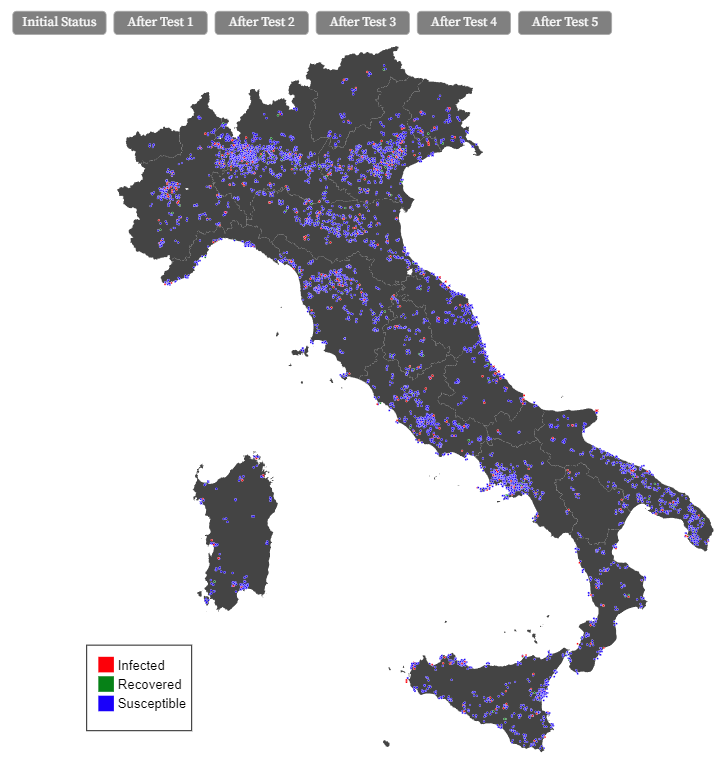 Initial Status After Test 1 After Test 2 After Test 3 After Test 4 After Test 5
Infected
Recovered
Susceptible